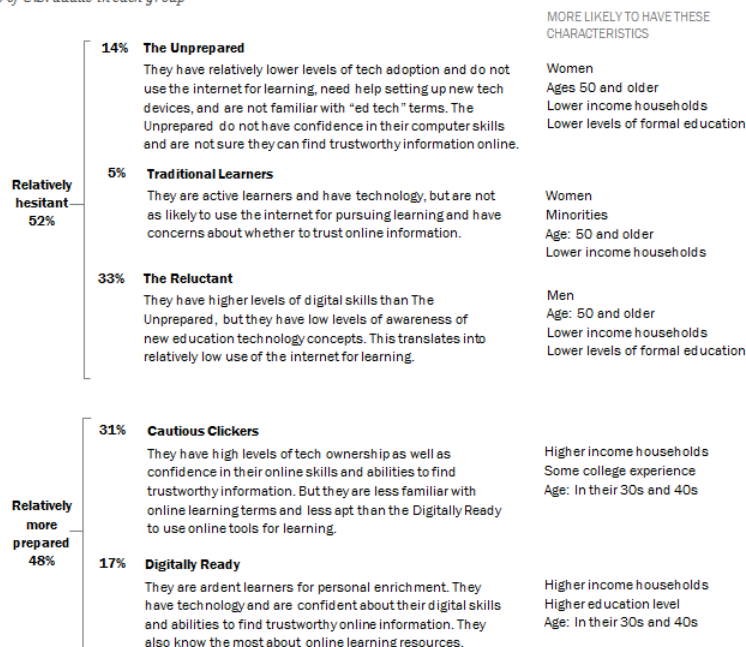 MORE LIKELY TO HAVE THESE
CHARACTERISTICS
14% The Unprepared
They have relatively lower levels of tech adoption and do not
use the internet for learning, need help setting up new tech
devices, and are not familiar with “ed tech” terms. The
Unprepared do not have confidence in their computer skills
and are not sure they can find trustworthy information online.
Women
Ages 50 and older
Lower income households
Lower levels of formal education
Relatively
hesitant
52%
5% Traditional Learners
They are active learners and have technology, but are not
as likely to use the internet for pursuing learning and have
concerns about whether to trust online information.
Women
Minorities
Age: 50 and older
Lower income households
33% The Reluctant
They have higher levels of digital skills than The
Unprepared, but they have low levels of awareness of
new education technology concepts. This translates into
relatively low use of the internet for learning.
Men
Age: 50 and older
Lower income households
Lower levels of formal education
31% Cautious Clickers
They have high levels of tech ownership as well as
confidence in their online skills and abilities to find
trustworthy information. But they are less familiar with
online learning terms and less apt than the Digitally Ready
to use online tools for learning.
Higher income households
Some college experience
Age: In their 30s and 40s
Relatively
more
prepared
48%
17% Digitally Ready
They are ardent learners for personal enrichment. They
have technology and are confident about their digital skills
and abilities to find trustworthy online information. They
also know the most about online learning resources.
Higher income households
Higher education level
Age: In their 30s and 40s